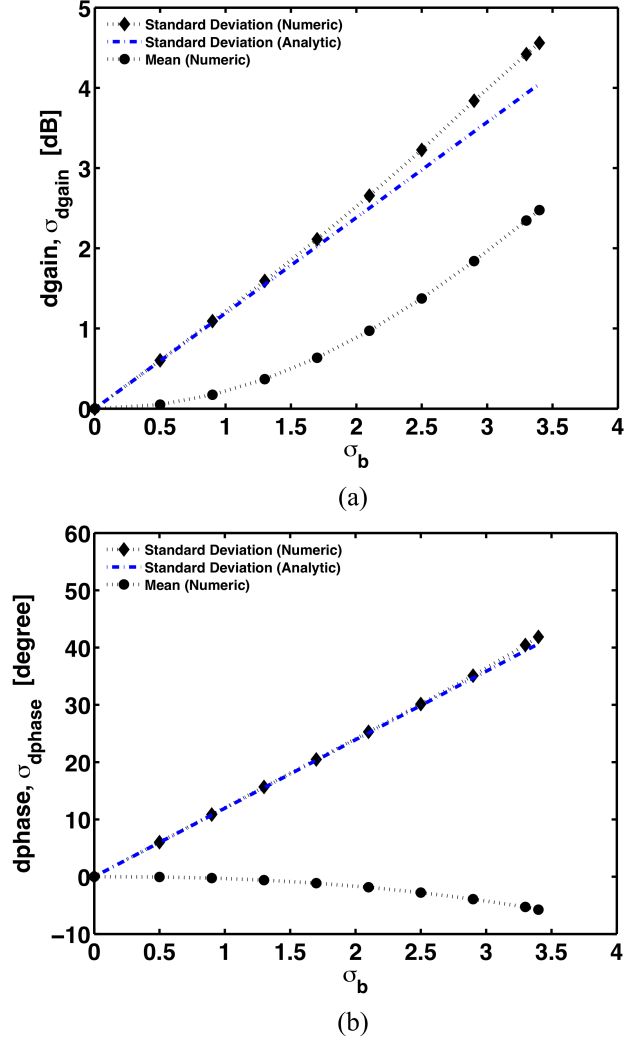 5
4
3
2
1
0
dgain, σdgain [dB]
Standard Deviation (Numeric)
Standard Deviation (Analytic)
Mean (Numeric)
0 0.5 1 1.5 2 2.5 3 3.5 4
σb
(a)
60
50
40
30
20
10
0
−10
dphase, σdphase [degree]
Standard Deviation (Numeric)
Standard Deviation (Analytic)
Mean (Numeric)
0 0.5 1 1.5 2 2.5 3 3.5 4
σb
(b)